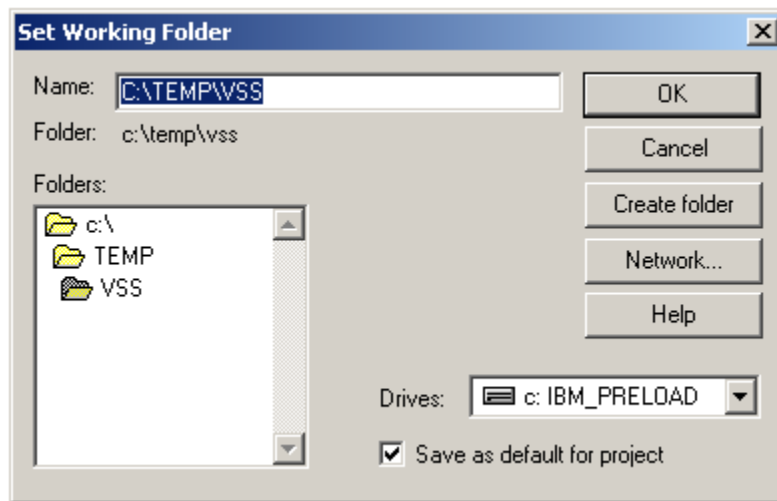 Set Working Folder
Name: C:\TEMP\VSS
OK
Folder: c:\temp\vss
Cancel
Folders:
Create folder
c:\
TEMP
Network...
VSS
Help
Drives: c: IBM_PRELOAD
Save as default for project